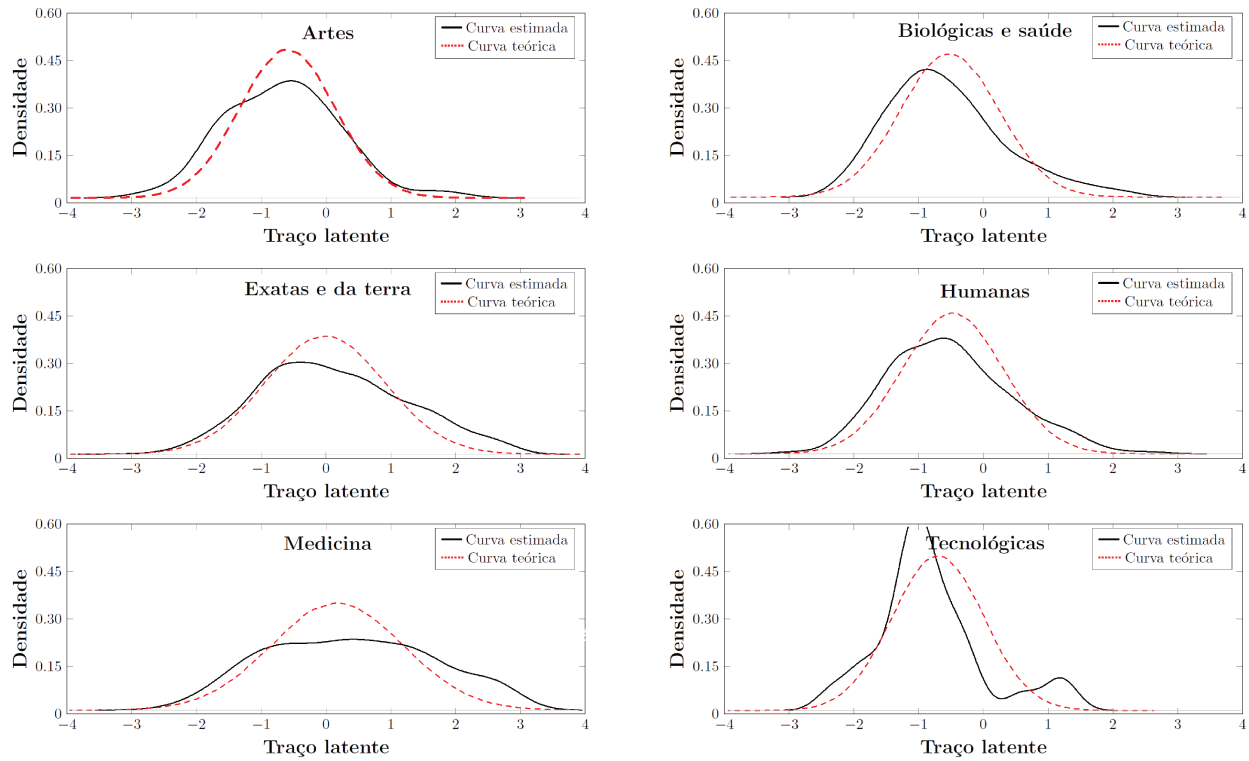 Artes
Curva estimada
Curva teórica
Densidade
0.60
0.45
0.30
0.15
0
−4
−3
−2
−1
0
1
2
3
4
Traço latente
Biológicas e saúde
Curva estimada
Curva teórica
Densidade
0.60
0.45
0.30
0.15
0
−4
−3
−2
−1
0
1
2
3
4
Traço latente
Exatas e da terra
Curva estimada
Curva teórica
Densidade
0.60
0.45
0.30
0.15
0
−4
−3
−2
−1
0
1
2
3
4
Traço latente
Humanas
Curva estimada
Curva teórica
Densidade
0.60
0.45
0.30
0.15
0
−4
−3
−2
−1
0
1
2
3
4
Traço latente
Medicina
Curva estimada
Curva teórica
Densidade
0.60
0.45
0.30
0.15
0
−4
−3
−2
−1
0
1
2
3
4
Traço latente
Tecnológicas
Curva estimada
Curva teórica
Densidade
0.60
0.45
0.30
0.15
0
−4
−3
−2
−1
0
1
2
3
4
Traço latente